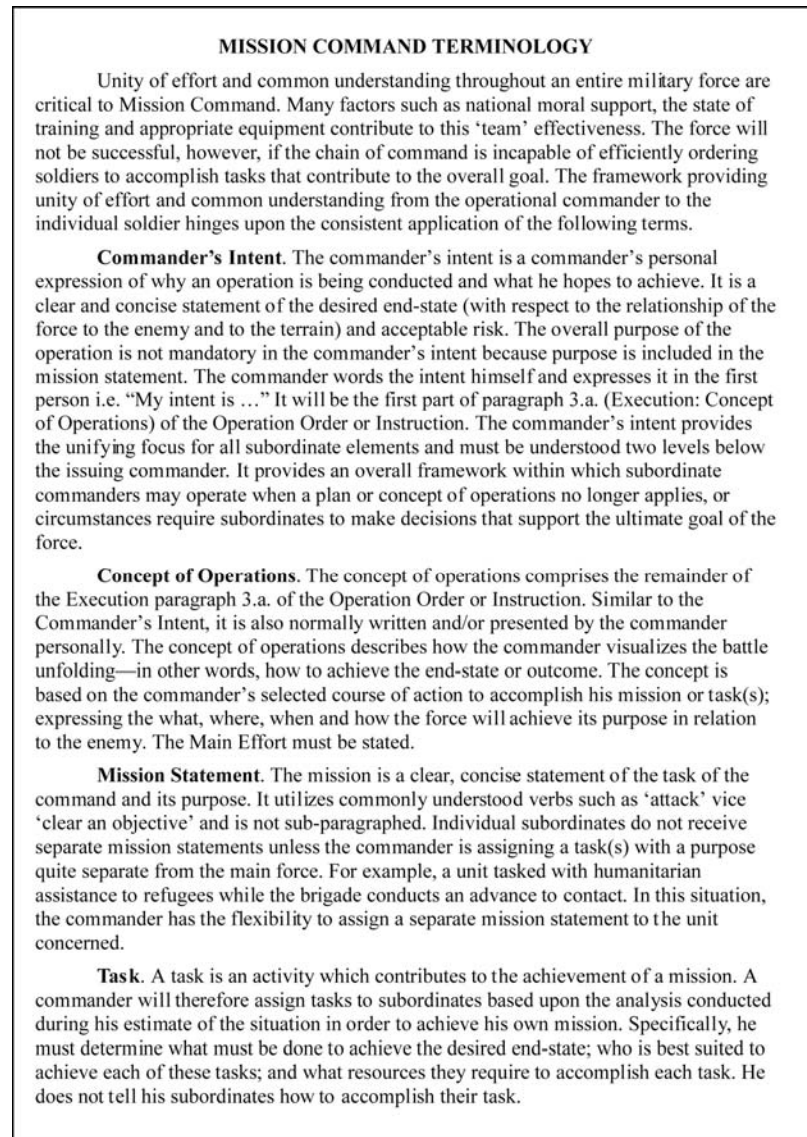 MISSION COMMAND TERMINOLOGY
Unity of effort and common understanding throughout an entire military force are
critical to Mission Command. Many factors such as national moral support, the state of
training and appropriate equipment contribute to this ‘team’ effectiveness. The force will
not be successful, however, if the chain of command is incapable of efficiently ordering
soldiers to accomplish tasks that contribute to the overall goal. The framework providing
unity of effort and common understanding from the operational commander to the
individual soldier hinges upon the consistent application of the following terms.
Commander’s Intent. The commander’s intent is a commander’s personal
expression of why an operation is being conducted and what he hopes to achieve. It is a
clear and concise statement of the desired end-state (with respect to the relationship of the
force to the enemy and to the terrain) and acceptable risk. The overall purpose of the
operation is not mandatory in the commander’s intent because purpose is included in the
mission statement. The commander words the intent himself and expresses it in the first
person i.e. “My intent is …” It will be the first part of paragraph 3.a. (Execution: Concept
of Operations) of the Operation Order or Instruction. The commander’s intent provides
the unifying focus for all subordinate elements and must be understood two levels below
the issuing commander. It provides an overall framework within which subordinate
commanders may operate when a plan or concept of operations no longer applies, or
circumstances require subordinates to make decisions that support the ultimate goal of the
force.
Concept of Operations. The concept of operations comprises the remainder of
the Execution paragraph 3.a. of the Operation Order or Instruction. Similar to the
Commander’s Intent, it is also normally written and/or presented by the commander
personally. The concept of operations describes how the commander visualizes the battle
unfolding—in other words, how to achieve the end-state or outcome. The concept is
based on the commander’s selected course of action to accomplish his mission or task(s);
expressing the what, where, when and how the force will achieve its purpose in relation
to the enemy. The Main Effort must be stated.
Mission Statement. The mission is a clear, concise statement of the task of the
command and its purpose. It utilizes commonly understood verbs such as ‘attack’ vice
‘clear an objective’ and is not sub-paragraphed. Individual subordinates do not receive
separate mission statements unless the commander is assigning a task(s) with a purpose
quite separate from the main force. For example, a unit tasked with humanitarian
assistance to refugees while the brigade conducts an advance to contact. In this situation,
the commander has the flexibility to assign a separate mission statement to the unit
concerned.
Task. A task is an activity which contributes to the achievement of a mission. A
commander will therefore assign tasks to subordinates based upon the analysis conducted
during his estimate of the situation in order to achieve his own mission. Specifically, he
must determine what must be done to achieve the desired end-state; who is best suited to
achieve each of these tasks; and what resources they require to accomplish each task. He
does not tell his subordinates how to accomplish their task.